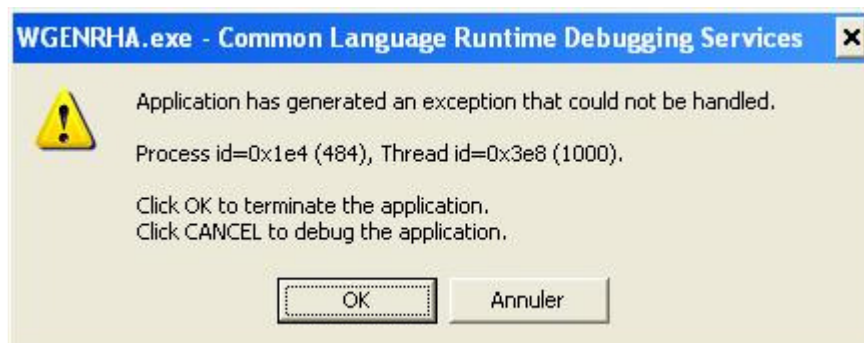 WGENRHA.exe - Common Language Runtime Debugging Services
Application has generated an exception that could not be handled.
Process id=0x1e4 (484), Thread id=0x3e8 (1000).
Click OK to terminate the application.
Click CANCEL to debug the application.
OK
Annuler